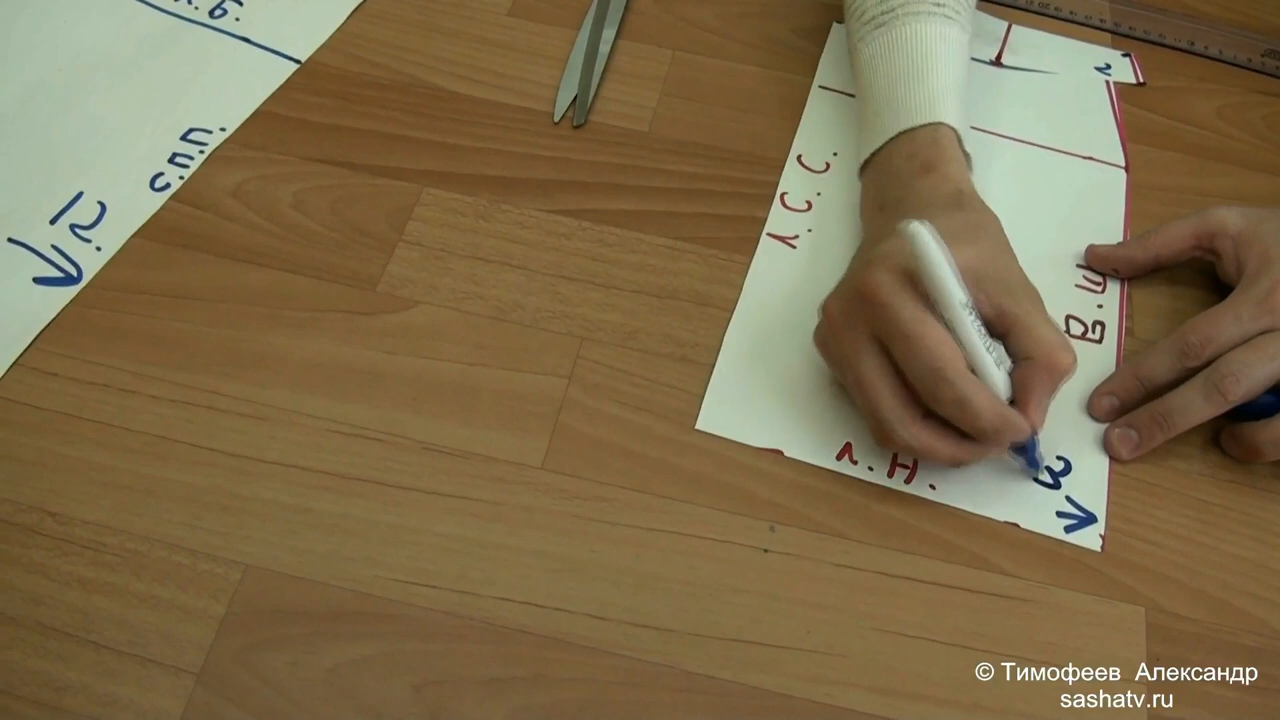 с.п.п.
1.
2
л.с.с.
В.Ш
л.н.
3
© Тимофеев Александр
sashatv.ru